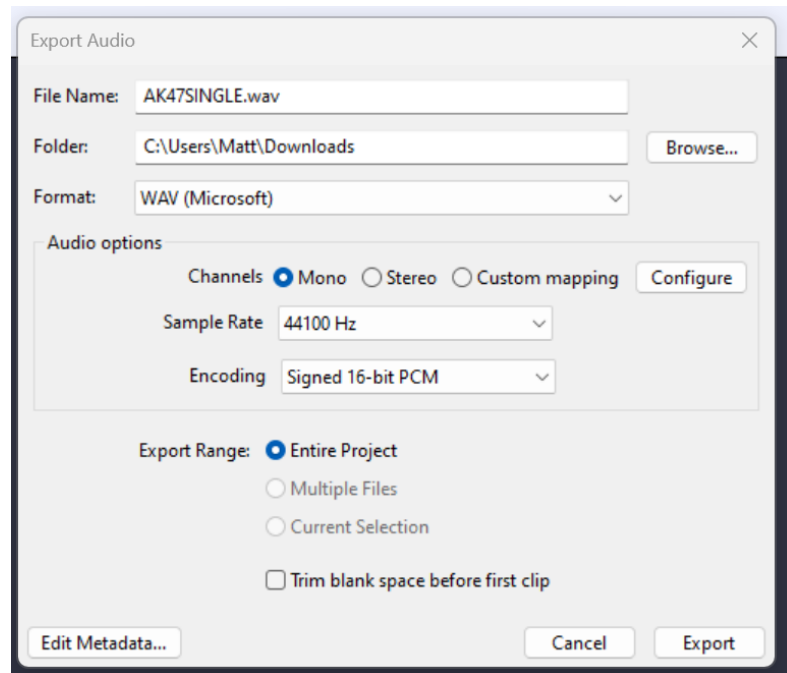 Export Audio
File Name: AK47SINGLE.wav
Folder: C:\Users\Matt\Downloads Browse...
Format: WAV (Microsoft)
Audio options
Channels Mono Stereo Custom mapping Configure
Sample Rate 44100 Hz
Encoding Signed 16-bit PCM
Export Range: Entire Project
Multiple Files
Current Selection
Trim blank space before first clip
Edit Metadata... Cancel Export